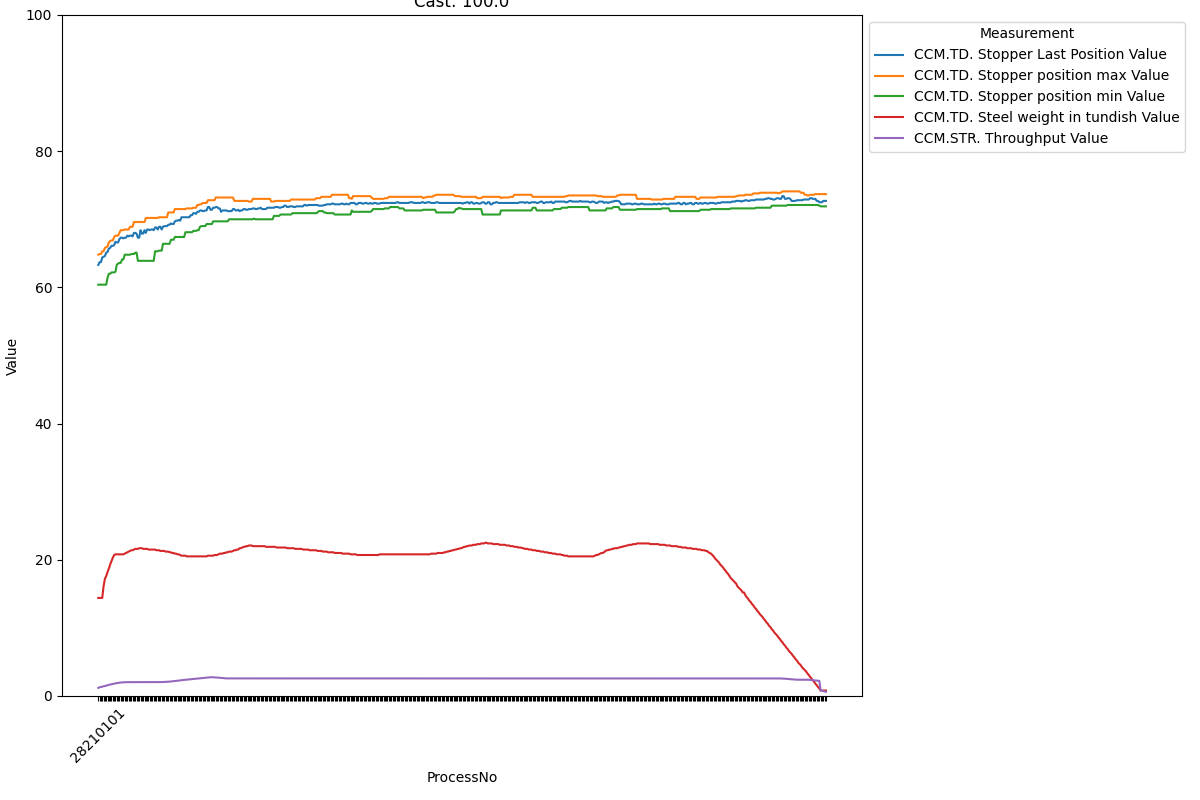 Cast: 100.0
100
80
60
40
20
0
Value
28210101
ProcessNo
Measurement
CCM.TD. Stopper Last Position Value
CCM.TD. Stopper position max Value
CCM.TD. Stopper position min Value
CCM.TD. Steel weight in tundish Value
CCM.STR. Throughput Value